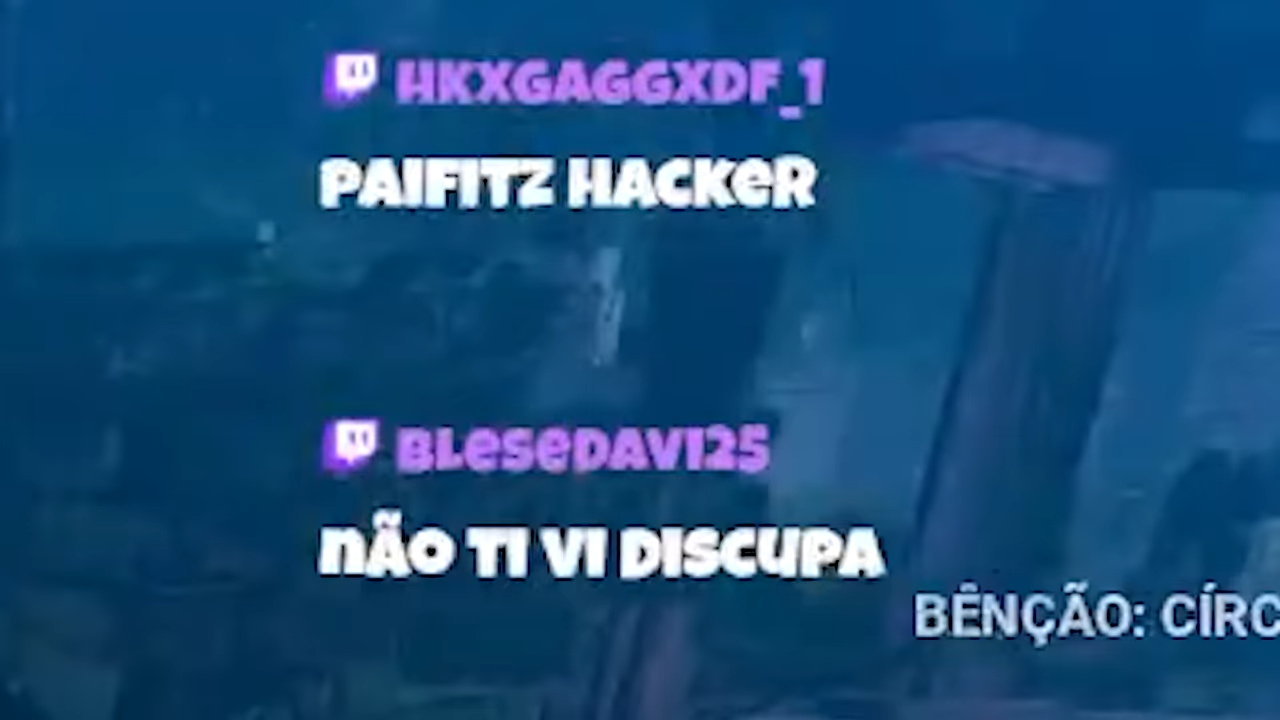 HKXGAGGXDF_1
PAIFITZ HACKER
BLESEDAVI25
NÃO TI VI DISCUPA
BÊNÇÃO: CÍRC